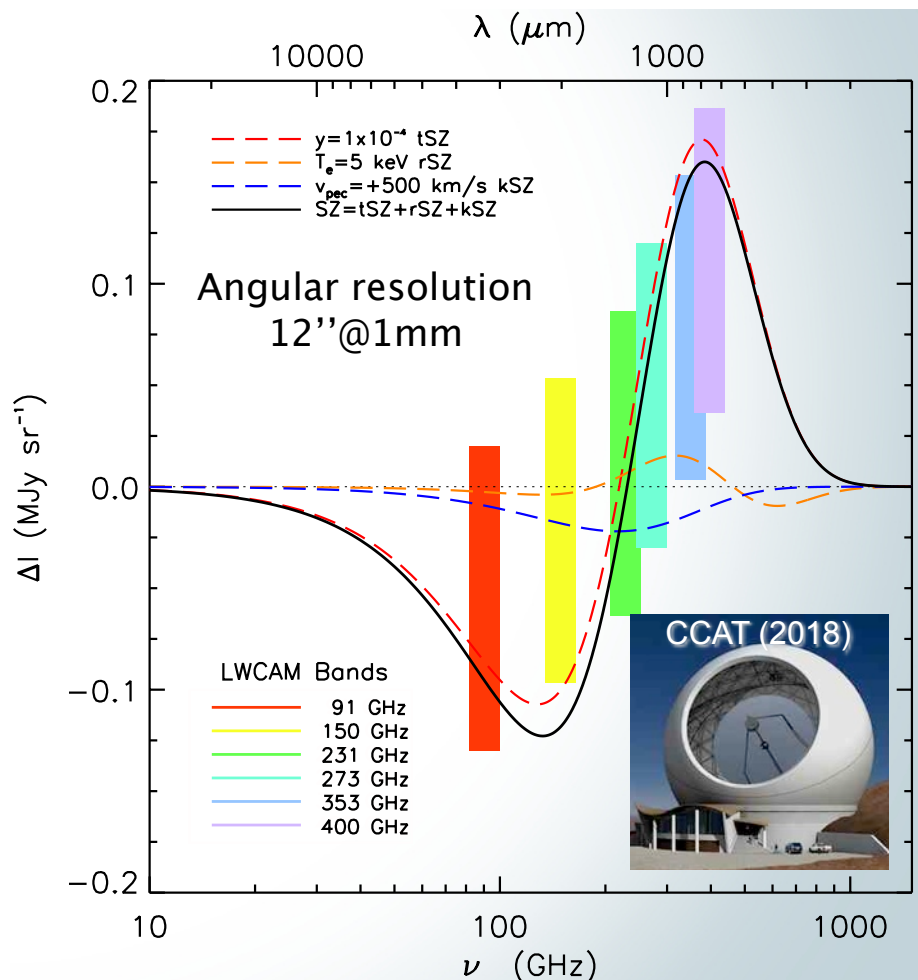 λ (μm)
10000 1000
0.2
y=1x10⁻⁴ tSZ
Tₑ=5 keV rSZ
vₚₑ꜀=+500 km/s kSZ
SZ=tSZ+rSZ+kSZ
Angular resolution
12’’@1mm
0.1
0.0
ΔI (MJy sr⁻¹)
−0.1
−0.2
LWCAM Bands
91 GHz
150 GHz
231 GHz
273 GHz
353 GHz
400 GHz
CCAT (2018)
10 100 1000
ν (GHz)